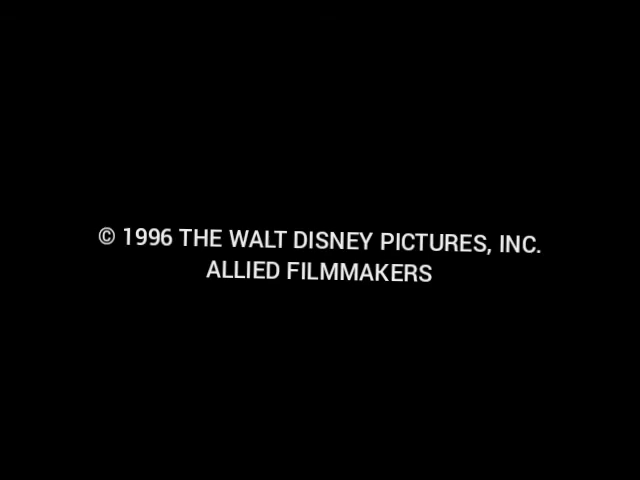 © 1996 THE WALT DISNEY PICTURES, INC.
ALLIED FILMMAKERS